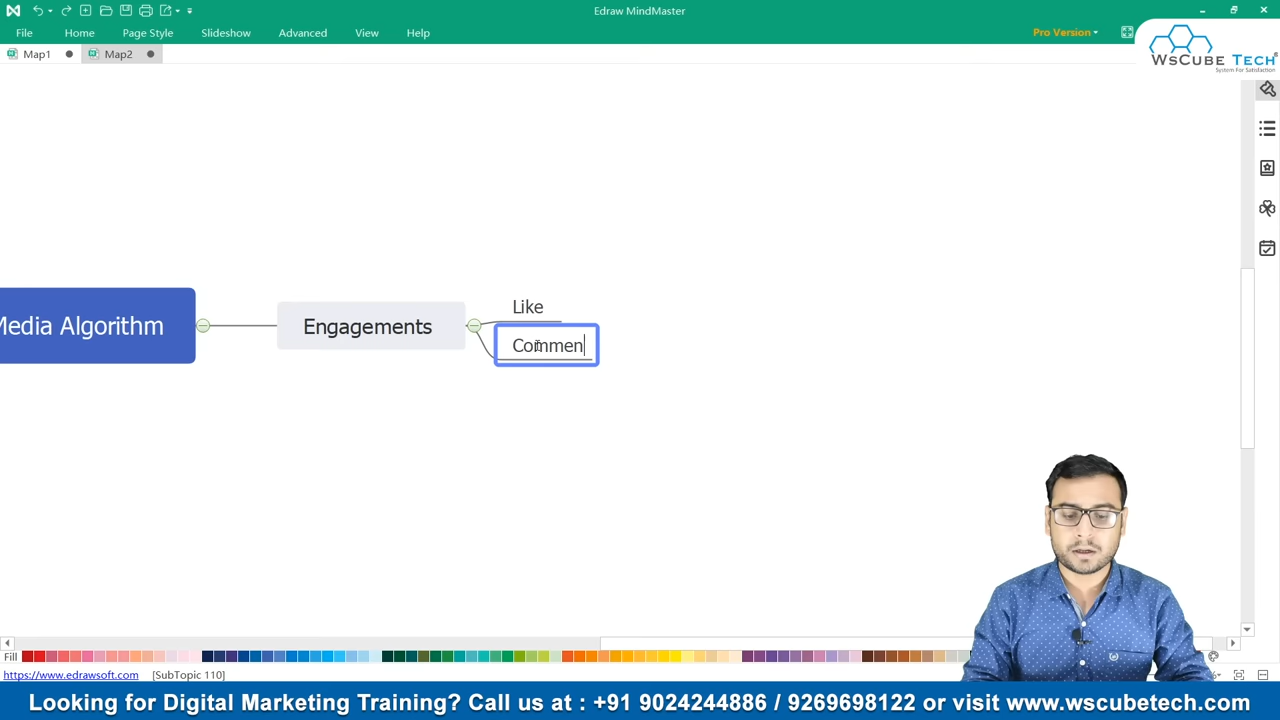 Edraw MindMaster
File Home Page Style Slideshow Advanced View Help Pro Version
Map1 Map2
WsCube Tech
System For Satisfaction
Media Algorithm
Engagements
Like
Commen
Fill
https://www.edrawsoft.com [SubTopic 110]
Looking for Digital Marketing Training? Call us at : +91 9024244886 / 9269698122 or visit www.wscubetech.com